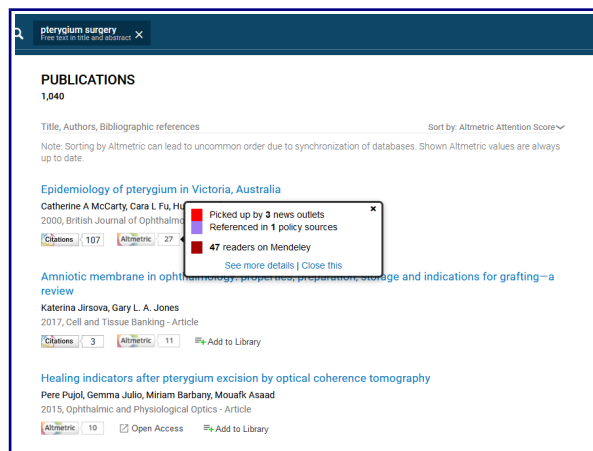 pterygium surgery
Free text in title and abstract
PUBLICATIONS
1,040
Title, Authors, Bibliographic references
Sort by: Altmetric Attention Score
Note: Sorting by Altmetric can lead to uncommon order due to synchronization of databases. Shown Altmetric values are always
up to date.
Epidemiology of pterygium in Victoria, Australia
Catherine A McCarty, Cara L Fu, Hu
2000, British Journal of Ophthalmo
Citations 107 Altmetric 27
Picked up by 3 news outlets
Referenced in 1 policy sources
47 readers on Mendeley
See more details | Close this
Amniotic membrane in ophthalmology: properties, preparation, storage and indications for grafting—a
review
Katerina Jirsova, Gary L. A. Jones
2017, Cell and Tissue Banking - Article
Citations 3 Altmetric 11 Add to Library
Healing indicators after pterygium excision by optical coherence tomography
Pere Pujol, Gemma Julio, Miriam Barbany, Mouafk Asaad
2015, Ophthalmic and Physiological Optics - Article
Altmetric 10 Open Access Add to Library